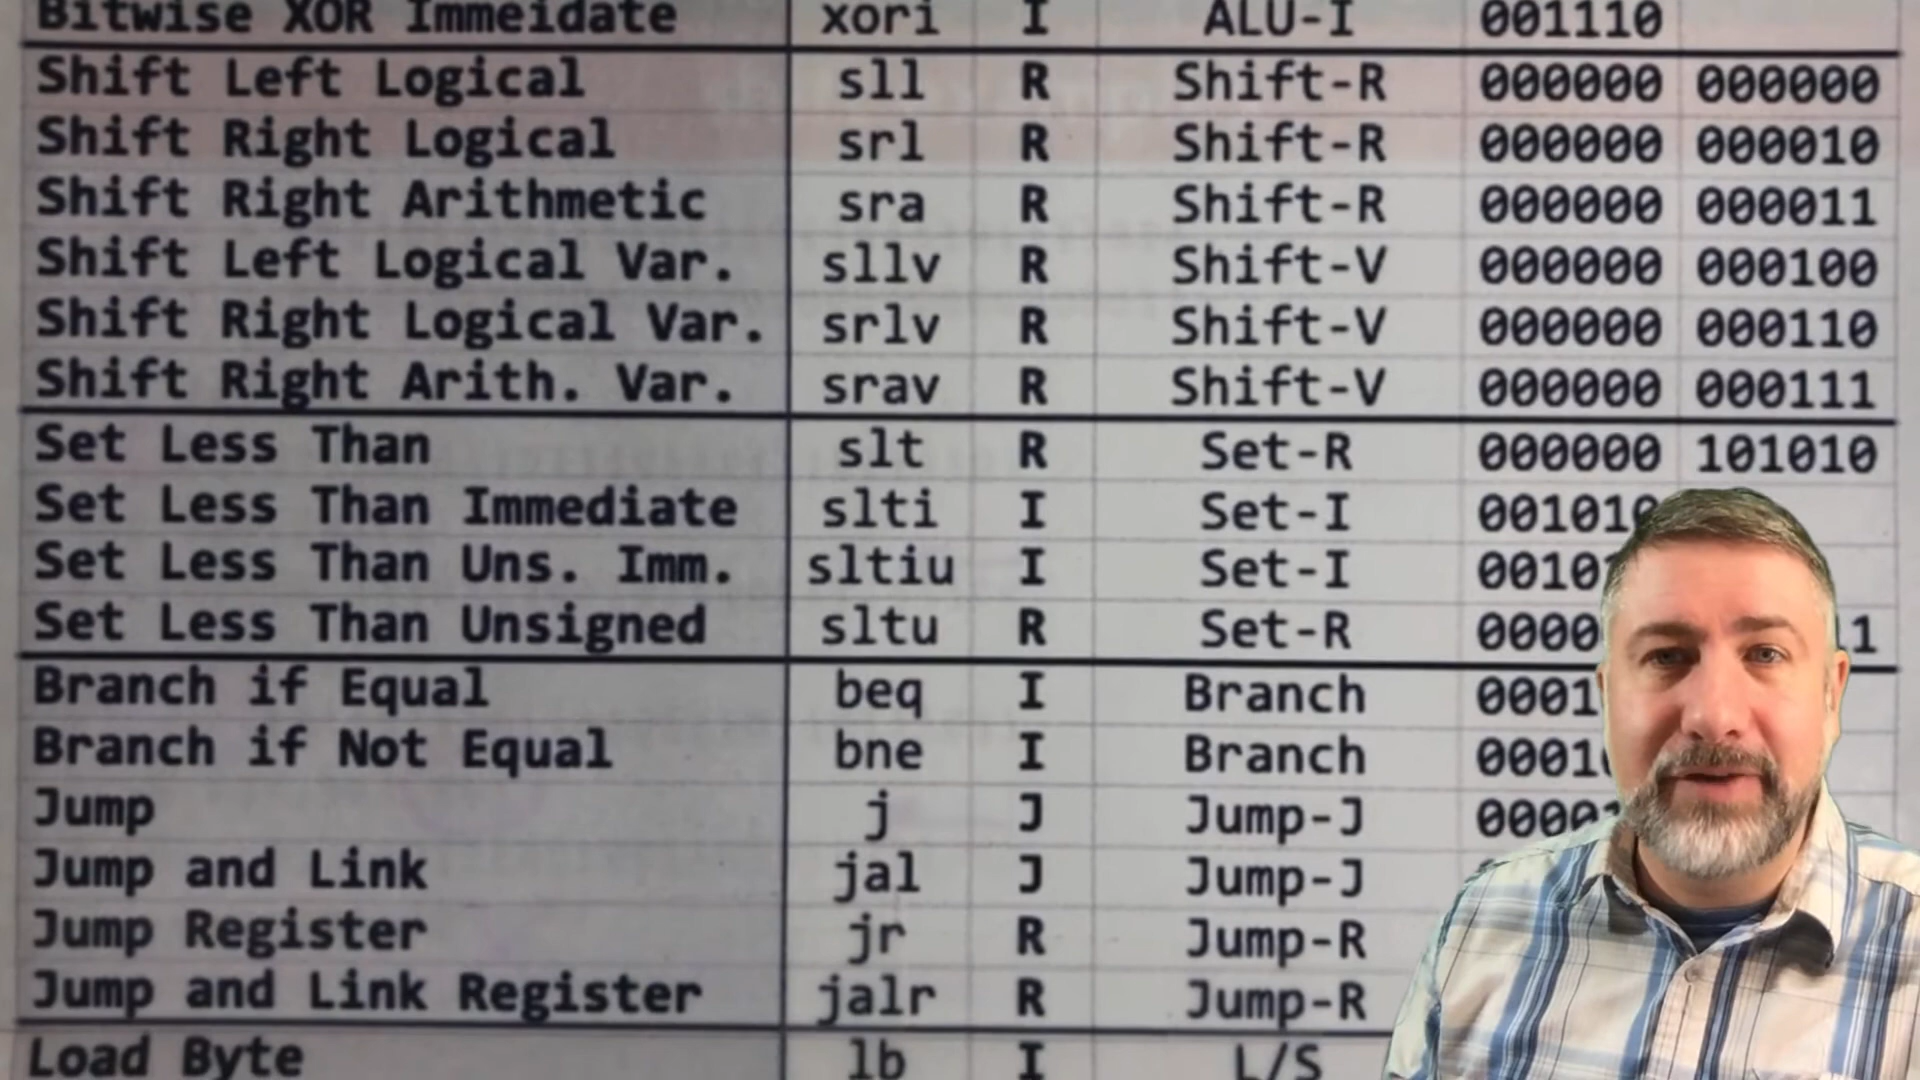 Bitwise XOR Immeidate xori I ALU-I 001110
Shift Left Logical sll R Shift-R 000000 000000
Shift Right Logical srl R Shift-R 000000 000010
Shift Right Arithmetic sra R Shift-R 000000 000011
Shift Left Logical Var. sllv R Shift-V 000000 000100
Shift Right Logical Var. srlv R Shift-V 000000 000110
Shift Right Arith. Var. srav R Shift-V 000000 000111
Set Less Than slt R Set-R 000000 101010
Set Less Than Immediate slti I Set-I 001010
Set Less Than Uns. Imm. sltiu I Set-I
Set Less Than Unsigned sltu R Set-R
Branch if Equal beq I Branch
Branch if Not Equal bne I Branch
Jump j J Jump-J
Jump and Link jal J Jump-J
Jump Register jr R Jump-R
Jump and Link Register jalr R Jump-R
Load Byte lb I L/S